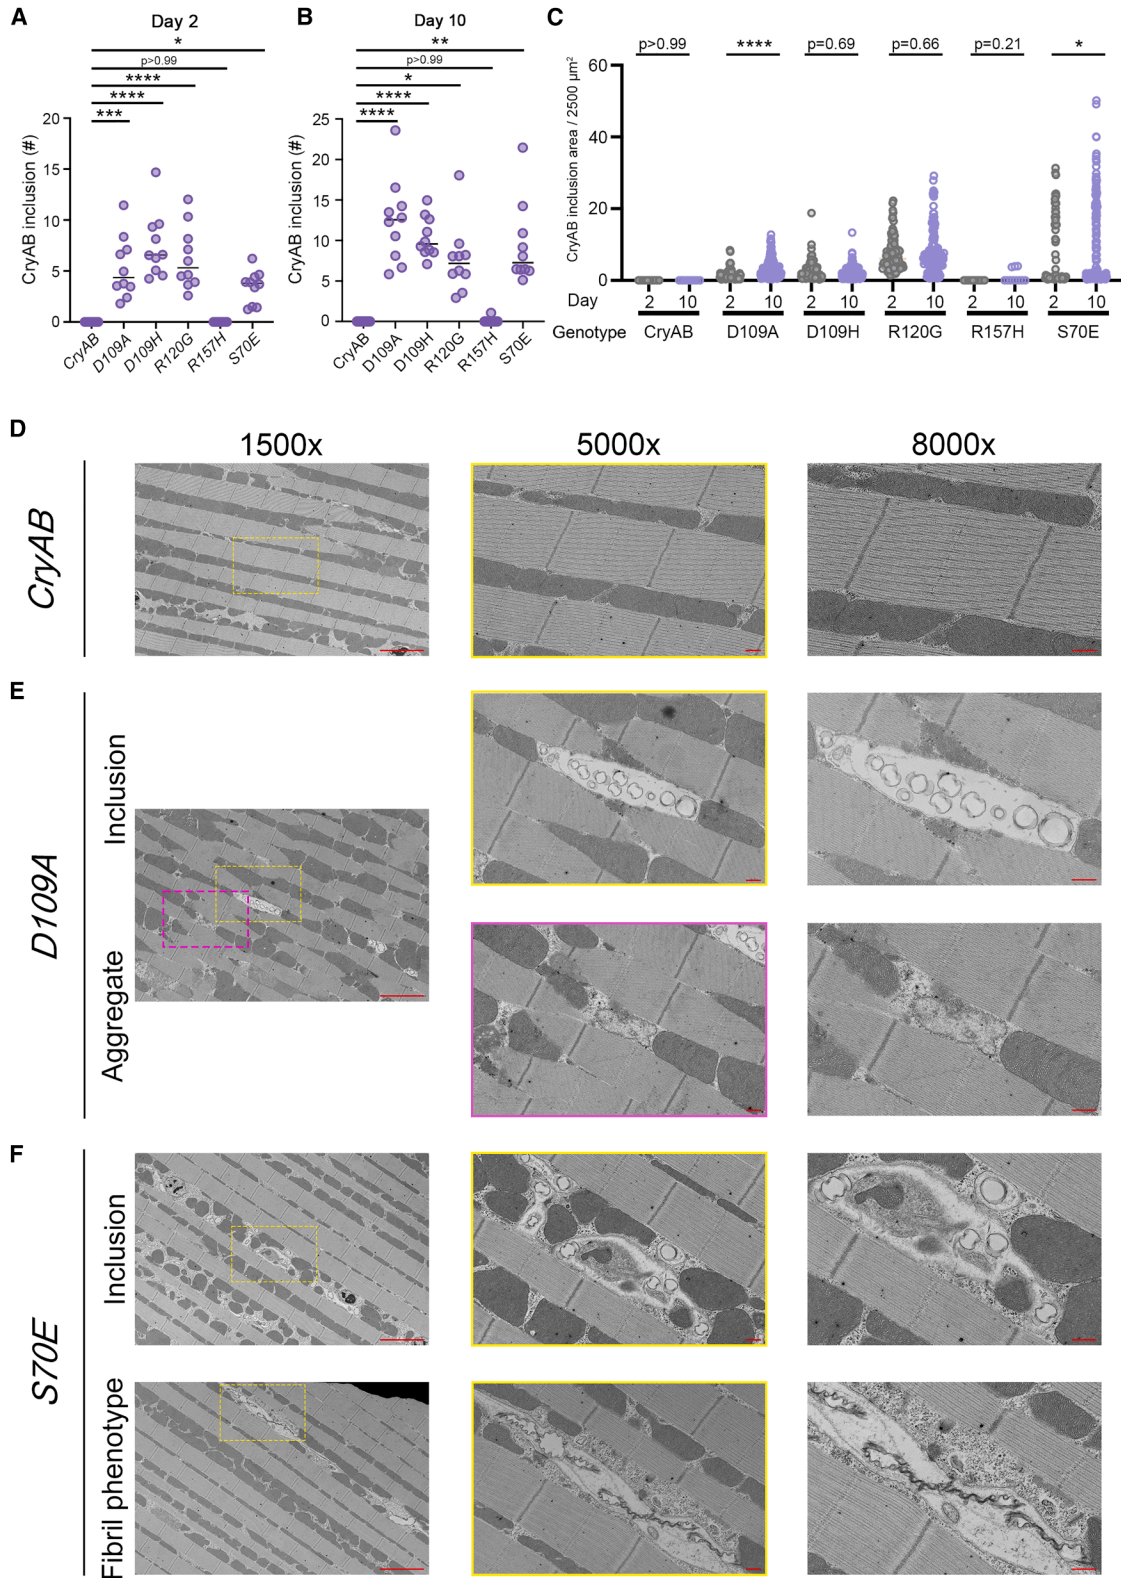 A
Day 2
*
p>0.99
****
****
***
CryAB inclusion (#)
20
15
10
5
0
CryAB
D109A
D109H
R120G
R157H
S70E
B
Day 10
**
p>0.99
*
****
****
CryAB inclusion (#)
25
20
15
10
5
0
CryAB
D109A
D109H
R120G
R157H
S70E
C
p>0.99
****
p=0.69
p=0.66
p=0.21
*
CryAB inclusion area / 2500 µm²
60
40
20
0
Day 2 10 2 10 2 10 2 10 2 10 2 10
Genotype CryAB D109A D109H R120G R157H S70E
D
1500x 5000x 8000x
CryAB
E
D109A
Inclusion
Aggregate
F
S70E
Inclusion
Fibril phenotype